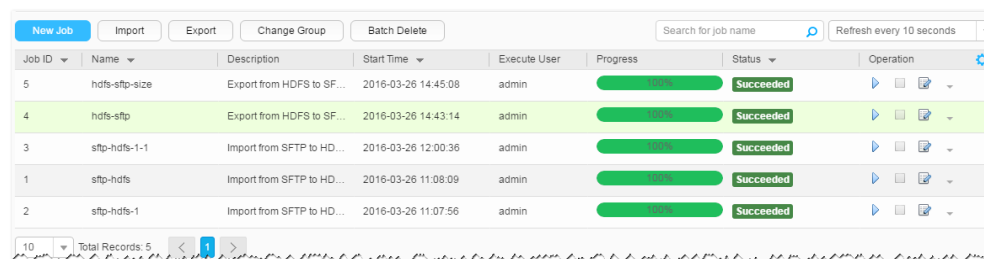 New Job Import Export Change Group Batch Delete Search for job name Refresh every 10 seconds
Job ID Name Description Start Time Execute User Progress Status Operation
5 hdfs-sftp-size Export from HDFS to SF... 2016-03-26 14:45:08 admin 100% Succeeded
4 hdfs-sftp Export from HDFS to SF... 2016-03-26 14:43:14 admin 100% Succeeded
3 sftp-hdfs-1-1 Import from SFTP to HD... 2016-03-26 12:00:36 admin 100% Succeeded
1 sftp-hdfs Import from SFTP to HD... 2016-03-26 11:08:09 admin 100% Succeeded
2 sftp-hdfs-1 Import from SFTP to HD... 2016-03-26 11:07:56 admin 100% Succeeded
10 Total Records: 5 < 1 >